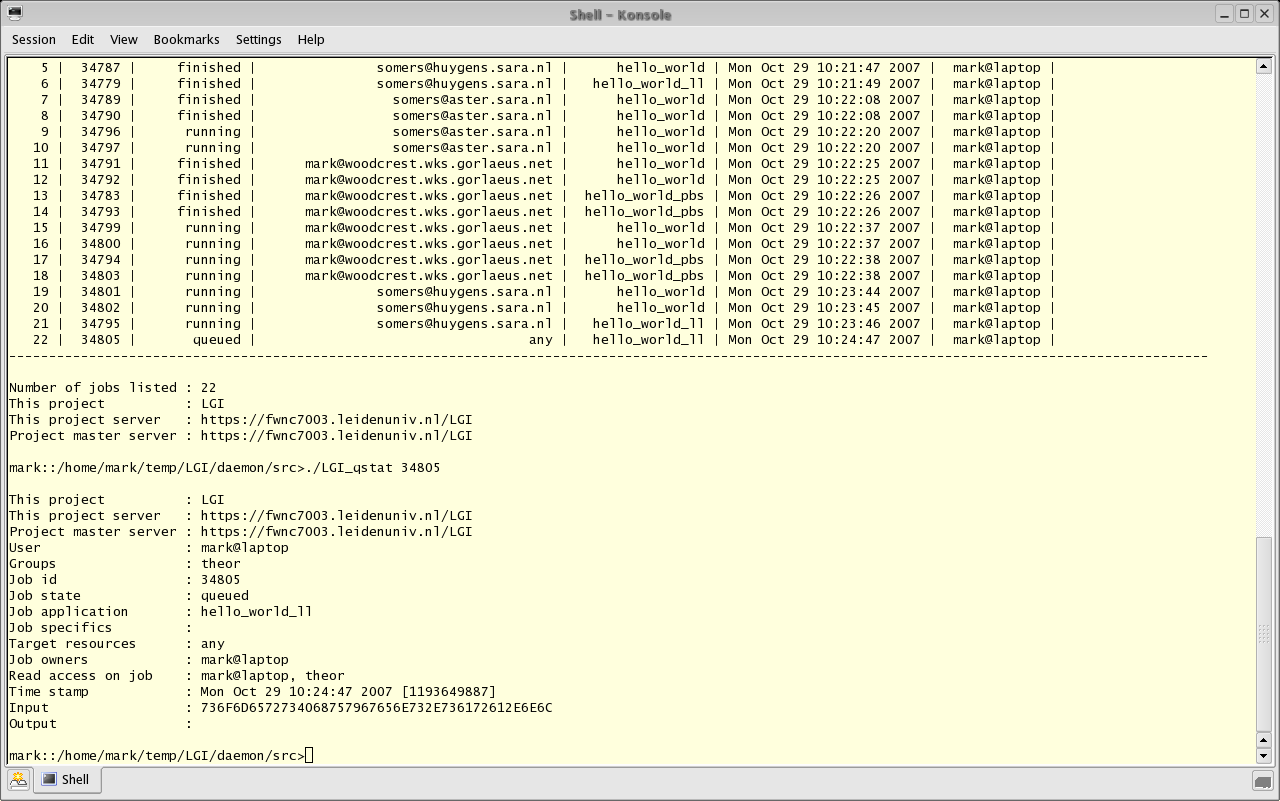 Shell - Konsole
Session Edit View Bookmarks Settings Help
5 | 34787 | finished | somers@huygens.sara.nl | hello_world | Mon Oct 29 10:21:47 2007 | mark@laptop |
6 | 34779 | finished | somers@huygens.sara.nl | hello_world_ll | Mon Oct 29 10:21:49 2007 | mark@laptop |
7 | 34789 | finished | somers@aster.sara.nl | hello_world | Mon Oct 29 10:22:08 2007 | mark@laptop |
8 | 34790 | finished | somers@aster.sara.nl | hello_world | Mon Oct 29 10:22:08 2007 | mark@laptop |
9 | 34796 | running | somers@aster.sara.nl | hello_world | Mon Oct 29 10:22:20 2007 | mark@laptop |
10 | 34797 | running | somers@aster.sara.nl | hello_world | Mon Oct 29 10:22:20 2007 | mark@laptop |
11 | 34791 | finished | mark@woodcrest.wks.gorlaeus.net | hello_world | Mon Oct 29 10:22:25 2007 | mark@laptop |
12 | 34792 | finished | mark@woodcrest.wks.gorlaeus.net | hello_world | Mon Oct 29 10:22:25 2007 | mark@laptop |
13 | 34783 | finished | mark@woodcrest.wks.gorlaeus.net | hello_world_pbs | Mon Oct 29 10:22:26 2007 | mark@laptop |
14 | 34793 | finished | mark@woodcrest.wks.gorlaeus.net | hello_world_pbs | Mon Oct 29 10:22:26 2007 | mark@laptop |
15 | 34799 | running | mark@woodcrest.wks.gorlaeus.net | hello_world | Mon Oct 29 10:22:37 2007 | mark@laptop |
16 | 34800 | running | mark@woodcrest.wks.gorlaeus.net | hello_world | Mon Oct 29 10:22:37 2007 | mark@laptop |
17 | 34794 | running | mark@woodcrest.wks.gorlaeus.net | hello_world_pbs | Mon Oct 29 10:22:38 2007 | mark@laptop |
18 | 34803 | running | mark@woodcrest.wks.gorlaeus.net | hello_world_pbs | Mon Oct 29 10:22:38 2007 | mark@laptop |
19 | 34801 | running | somers@huygens.sara.nl | hello_world | Mon Oct 29 10:23:44 2007 | mark@laptop |
20 | 34802 | running | somers@huygens.sara.nl | hello_world | Mon Oct 29 10:23:45 2007 | mark@laptop |
21 | 34795 | running | somers@huygens.sara.nl | hello_world_ll | Mon Oct 29 10:23:46 2007 | mark@laptop |
22 | 34805 | queued | any | hello_world_ll | Mon Oct 29 10:24:47 2007 | mark@laptop |
------------------------------------------------------------------------------------------------------------------------------------------------------
Number of jobs listed : 22
This project : LGI
This project server : https://fwnc7003.leidenuniv.nl/LGI
Project master server : https://fwnc7003.leidenuniv.nl/LGI
mark::/home/mark/temp/LGI/daemon/src>./LGI_qstat 34805
This project : LGI
This project server : https://fwnc7003.leidenuniv.nl/LGI
Project master server : https://fwnc7003.leidenuniv.nl/LGI
User : mark@laptop
Groups : theor
Job id : 34805
Job state : queued
Job application : hello_world_ll
Job specifics :
Target resources : any
Job owners : mark@laptop
Read access on job : mark@laptop, theor
Time stamp : Mon Oct 29 10:24:47 2007 [1193649887]
Input : 736F6D6572734068757967656E732E736172612E6E6C
Output :
mark::/home/mark/temp/LGI/daemon/src>
Shell